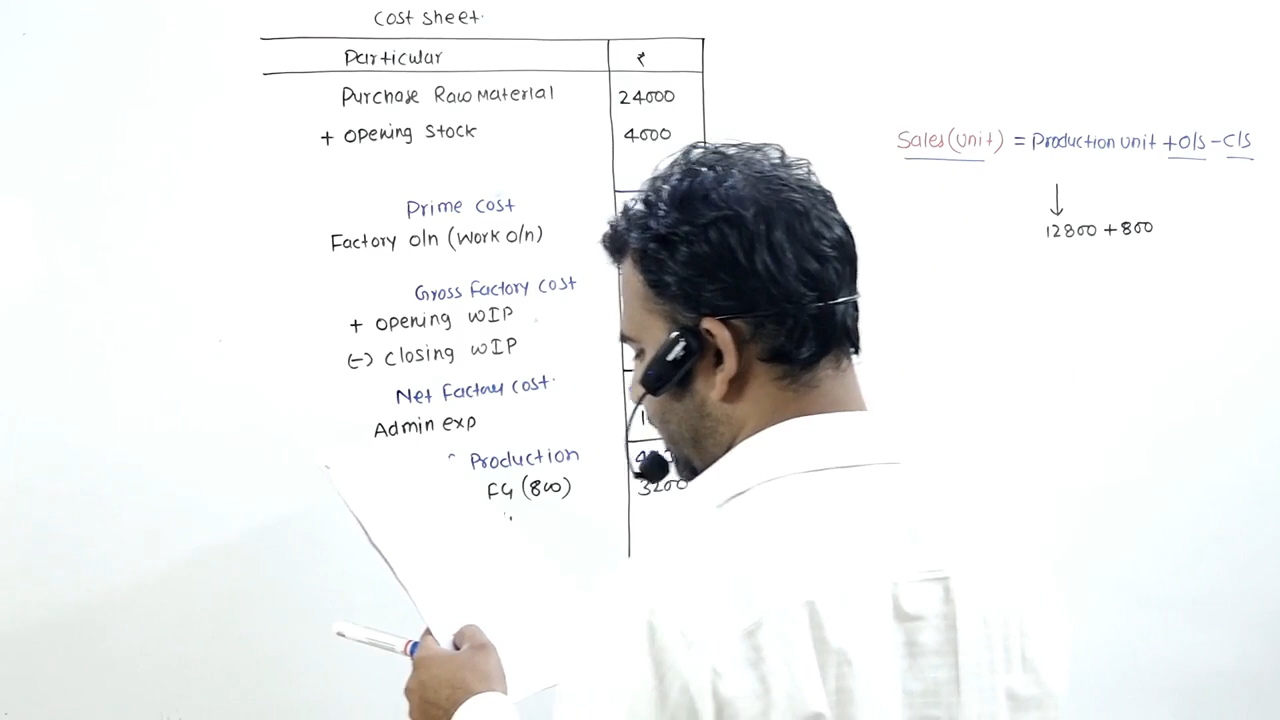 Cost sheet.
Particular ₹
Purchase Raw Material 24000
+ opening stock 4000
Prime cost
Factory o/n (work o/n)
Gross factory cost
+ opening WIP
(-) closing WIP
Net factory cost.
Admin exp
Production
FG (800) 3200
Sales(unit) = Production unit + O/s - C/s
↓
12800 + 800